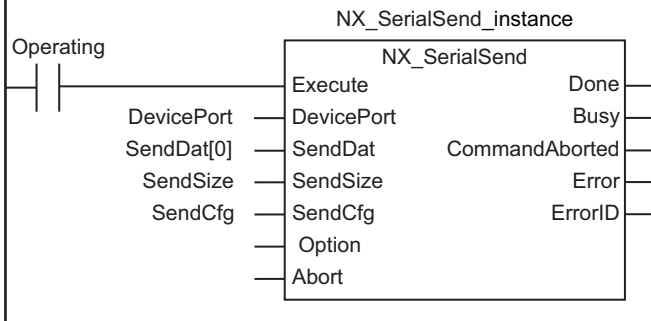 NX_SerialSend_instance
Operating
NX_SerialSend
Execute Done
DevicePort DevicePort Busy
SendDat[0] SendDat CommandAborted
SendSize SendSize Error
SendCfg SendCfg ErrorID
Option
Abort